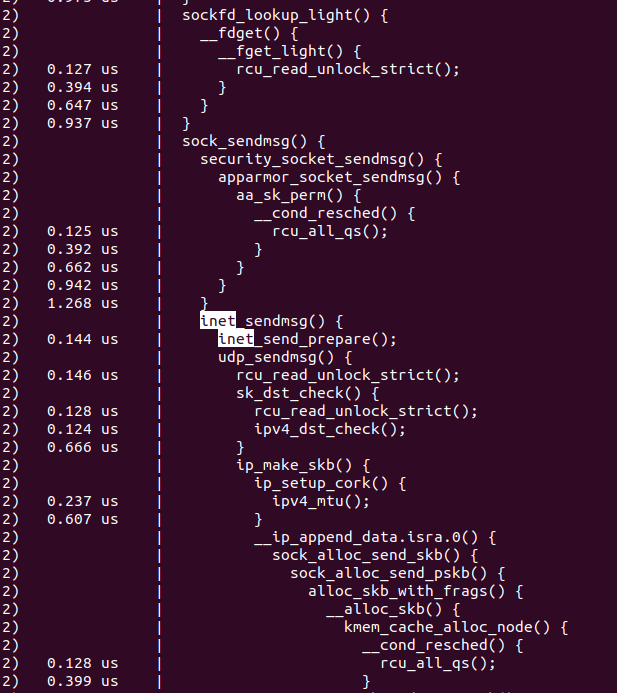 2)               |  sockfd_lookup_light() {
2)               |    __fdget() {
2)               |      __fget_light() {
2)   0.127 us    |        rcu_read_unlock_strict();
2)   0.394 us    |      }
2)   0.647 us    |    }
2)   0.937 us    |  }
2)               |  sock_sendmsg() {
2)               |    security_socket_sendmsg() {
2)               |      apparmor_socket_sendmsg() {
2)               |        aa_sk_perm() {
2)               |          __cond_resched() {
2)   0.125 us    |            rcu_all_qs();
2)   0.392 us    |          }
2)   0.662 us    |        }
2)   0.942 us    |      }
2)   1.268 us    |    }
2)               |    inet_sendmsg() {
2)   0.144 us    |      inet_send_prepare();
2)               |      udp_sendmsg() {
2)   0.146 us    |        rcu_read_unlock_strict();
2)               |        sk_dst_check() {
2)   0.128 us    |          rcu_read_unlock_strict();
2)   0.124 us    |          ipv4_dst_check();
2)   0.666 us    |        }
2)               |        ip_make_skb() {
2)               |          ip_setup_cork() {
2)   0.237 us    |            ipv4_mtu();
2)   0.607 us    |          }
2)               |          __ip_append_data.isra.0() {
2)               |            sock_alloc_send_skb() {
2)               |              sock_alloc_send_pskb() {
2)               |                alloc_skb_with_frags() {
2)               |                  __alloc_skb() {
2)               |                    kmem_cache_alloc_node() {
2)               |                      __cond_resched() {
2)   0.128 us    |                        rcu_all_qs();
2)   0.399 us    |                      }